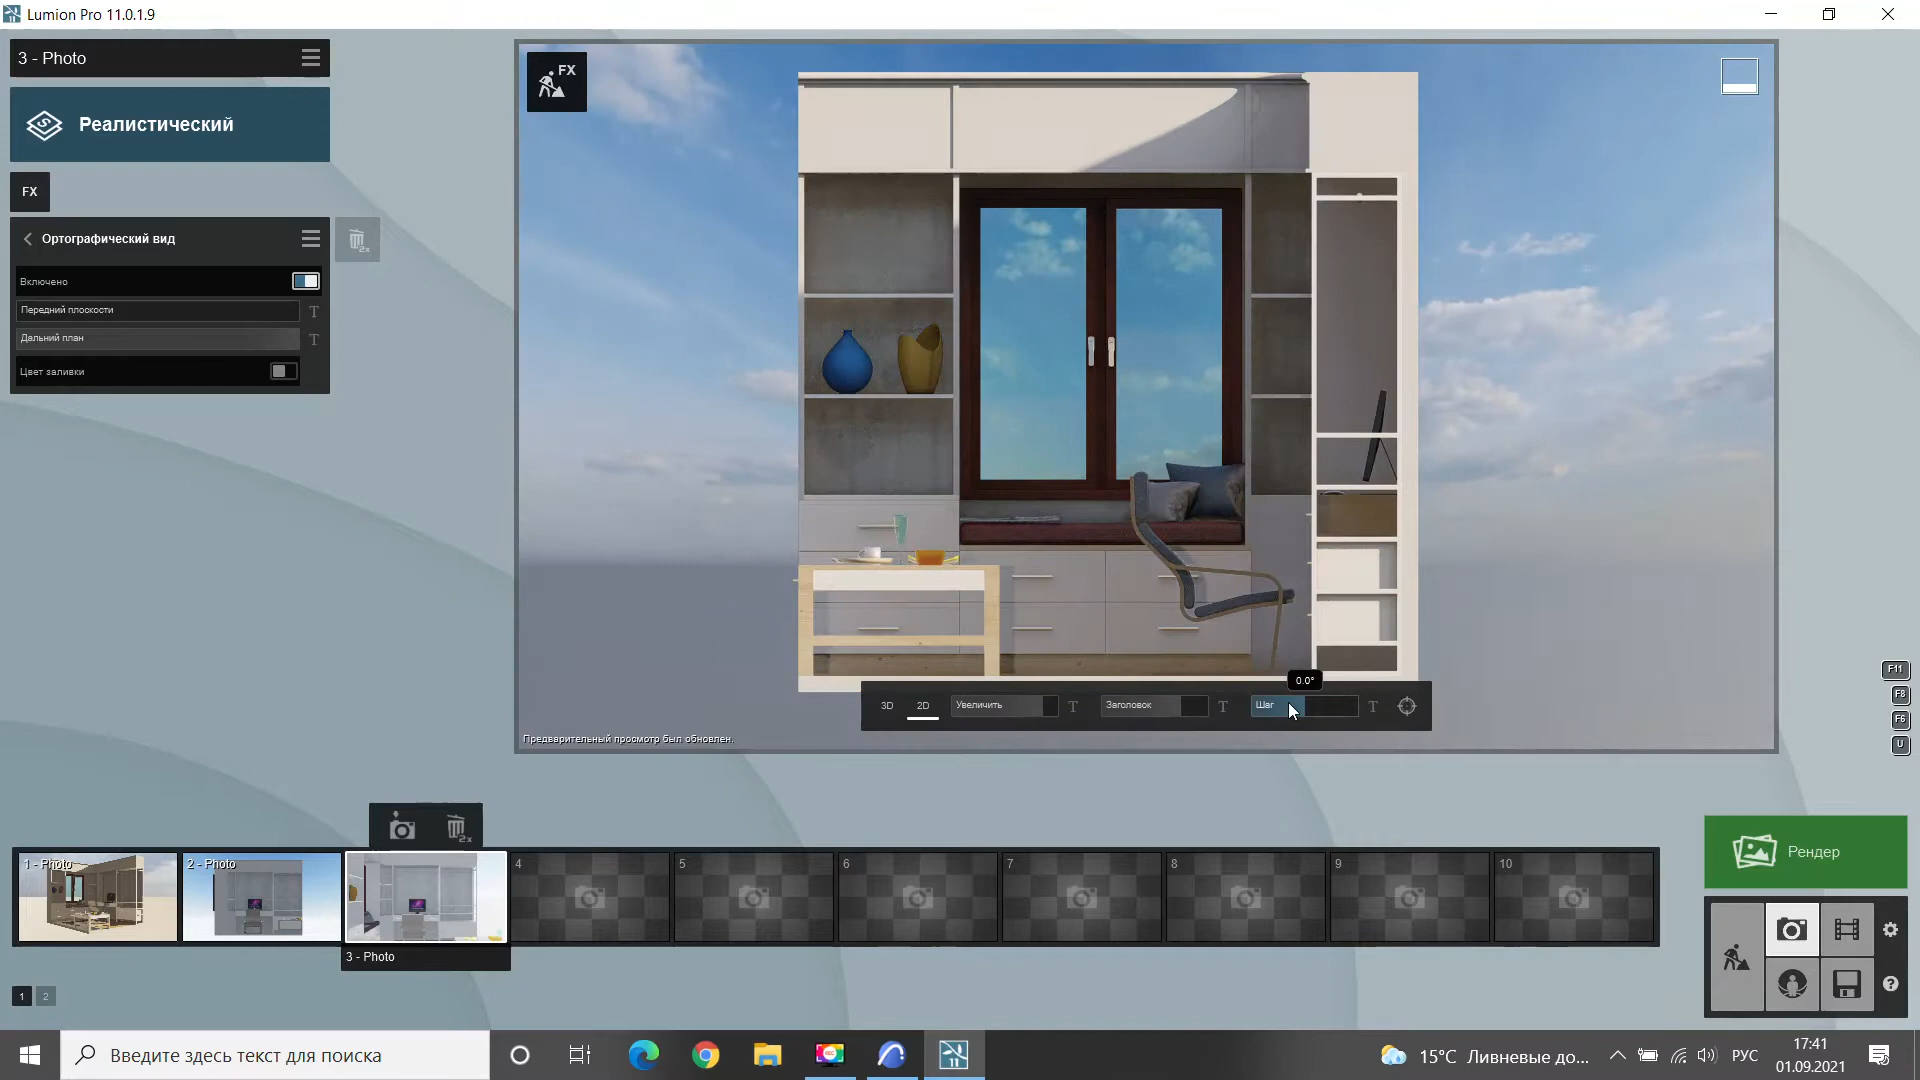 Lumion Pro 11.0.1.9
3 - Photo
Реалистический
FX
Ортографический вид
Включено
Передний плоскости
T
Дальний план
T
Цвет заливки
FX
0.0°
3D
2D
Увеличить
T
Заголовок
T
Шаг
T
Предварительный просмотр был обновлен.
F11
F8
F6
U
1 - Photo
2 - Photo
4
5
6
7
8
9
10
3 - Photo
Рендер
1
2
Введите здесь текст для поиска
15°C Ливневые до...
РУС
17:41
01.09.2021